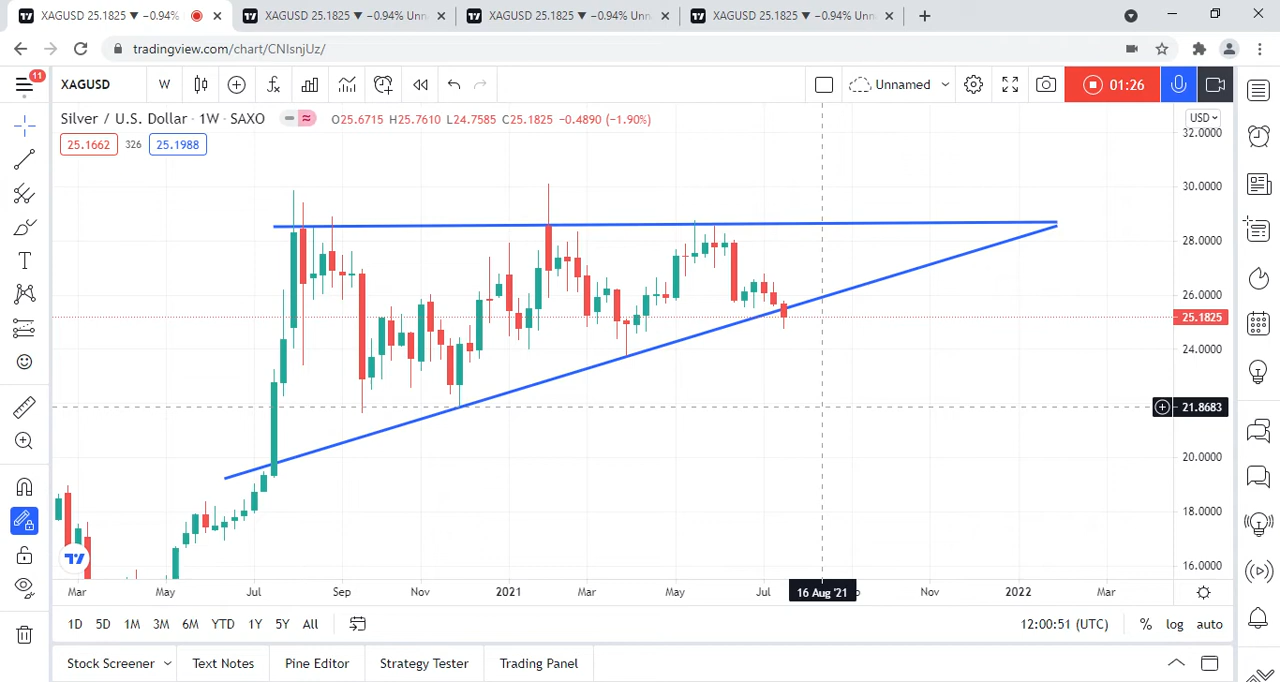 XAGUSD 25.1825 ▼ −0.94%
XAGUSD 25.1825 ▼ −0.94% Unn
XAGUSD 25.1825 ▼ −0.94% Unn
XAGUSD 25.1825 ▼ −0.94% Un
tradingview.com/chart/CNIsnjUz/
11
XAGUSD
W
Unnamed
01:26
Silver / U.S. Dollar · 1W · SAXO
O25.6715 H25.7610 L24.7585 C25.1825 −0.4890 (−1.90%)
25.1662
326
25.1988
USD
32.0000
30.0000
28.0000
26.0000
25.1825
24.0000
21.8683
20.0000
18.0000
16.0000
Mar
May
Jul
Sep
Nov
2021
Mar
May
Jul
16 Aug '21
Nov
2022
Mar
1D 5D 1M 3M 6M YTD 1Y 5Y All
12:00:51 (UTC)
% log auto
Stock Screener
Text Notes
Pine Editor
Strategy Tester
Trading Panel